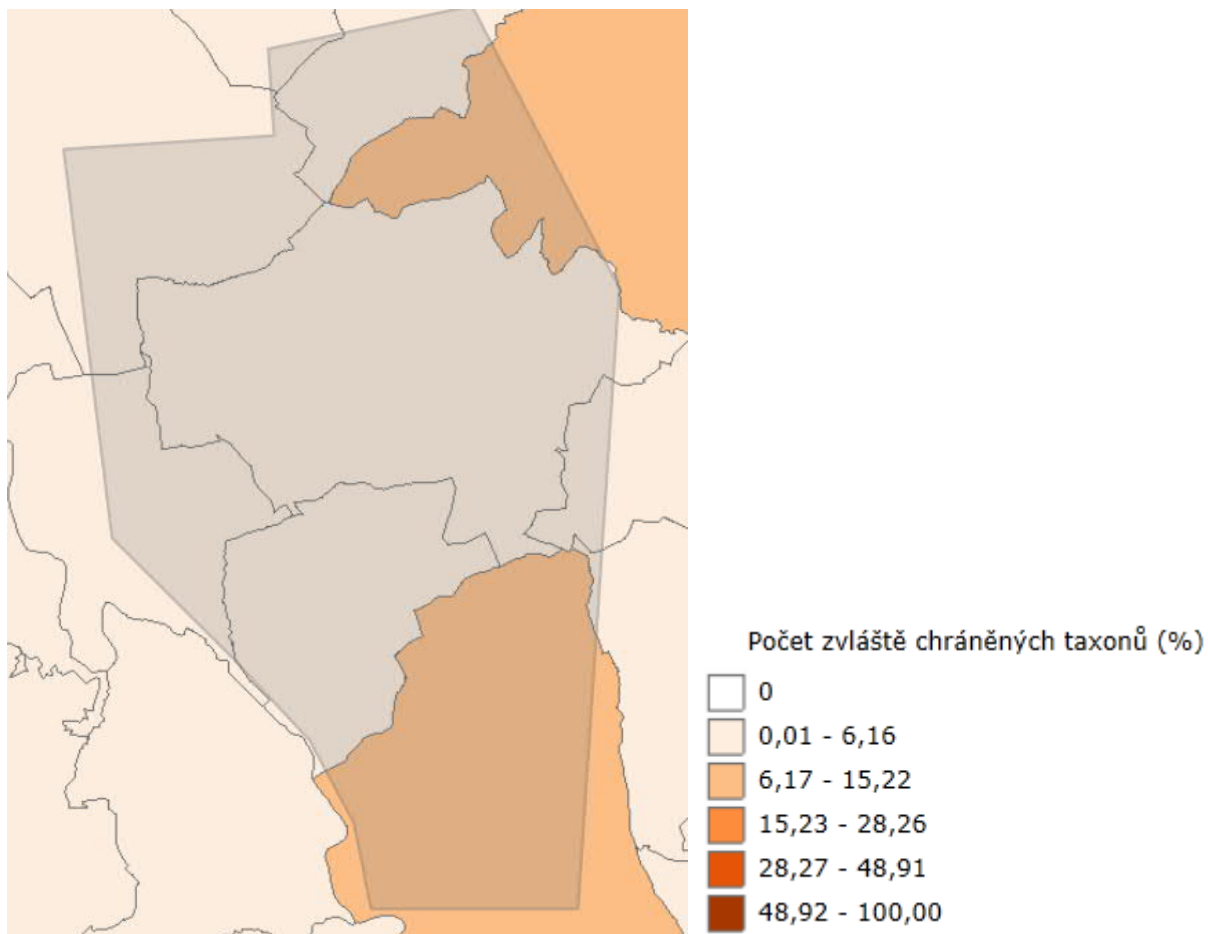 Počet zvláště chráněných taxonů (%)
0
0,01 - 6,16
6,17 - 15,22
15,23 - 28,26
28,27 - 48,91
48,92 - 100,00